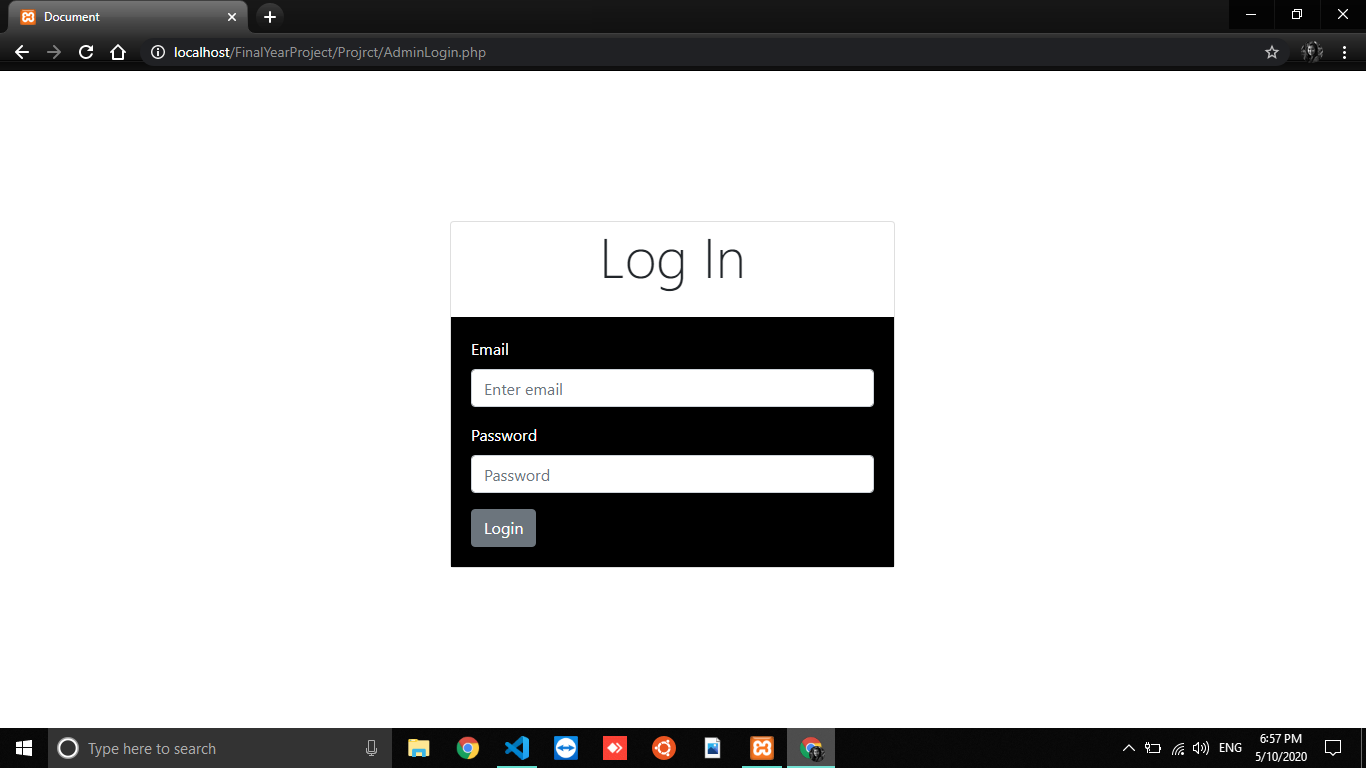 Document
localhost/FinalYearProject/Projrct/AdminLogin.php
Log In
Email
Enter email
Password
Password
Login
Type here to search
ENG
6:57 PM
5/10/2020